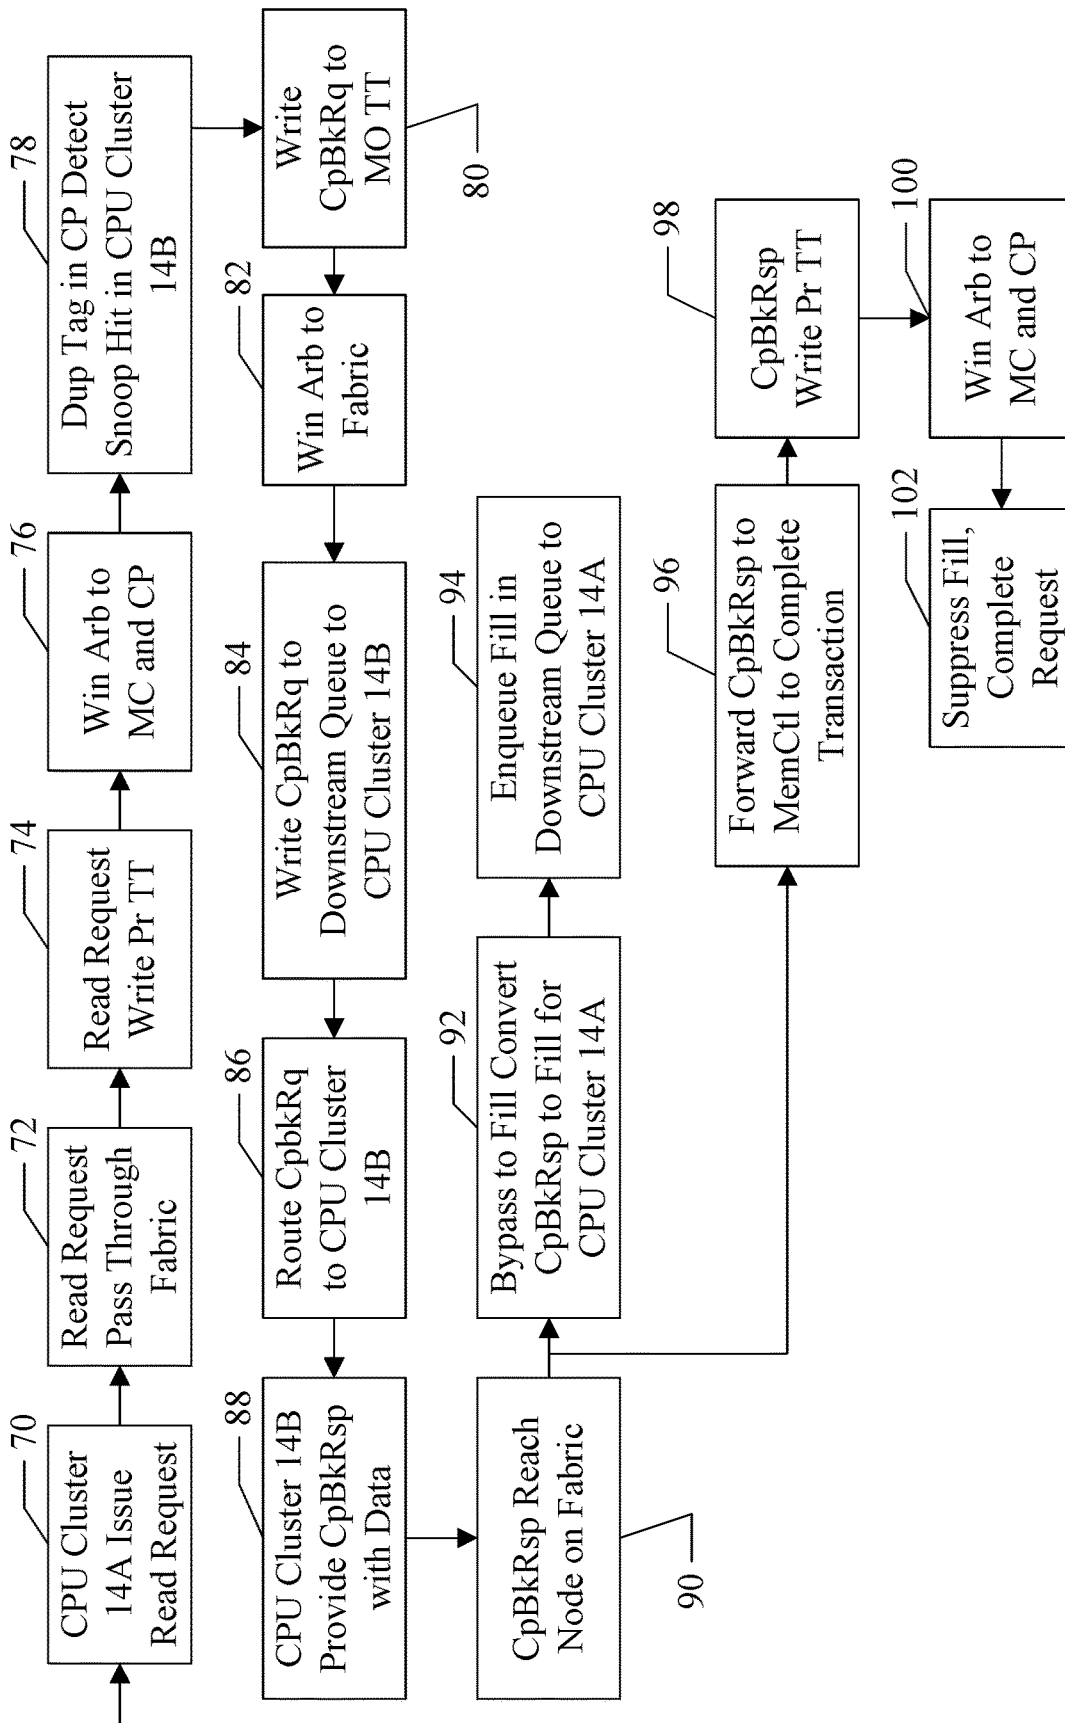 70
CPU Cluster
14A Issue
Read Request
72
Read Request
Pass Through
Fabric
74
Read Request
Write Pr TT
76
Win Arb to
MC and CP
78
Dup Tag in CP Detect
Snoop Hit in CPU Cluster
14B
Write
CpBkRq to
MO TT
80
82
Win Arb to
Fabric
84
Write CpBkRq to
Downstream Queue to
CPU Cluster 14B
86
Route CpbkRq
to CPU Cluster
14B
88
CPU Cluster 14B
Provide CpBkRsp
with Data
CpBkRsp Reach
Node on Fabric
90
92
Bypass to Fill Convert
CpBkRsp to Fill for
CPU Cluster 14A
94
Enqueue Fill in
Downstream Queue to
CPU Cluster 14A
96
Forward CpBkRsp to
MemCtl to Complete
Transaction
98
CpBkRsp
Write Pr TT
100
Win Arb to
MC and CP
102
Suppress Fill,
Complete
Request